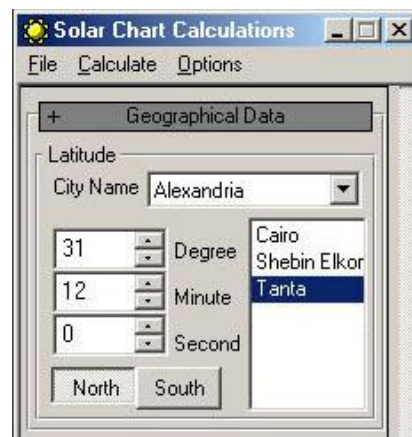 Solar Chart Calculations
File Calculate Options
+ Geographical Data
Latitude
City Name Alexandria
31 Degree
12 Minute
0 Second
Cairo
Shebin Elkor
Tanta
North South